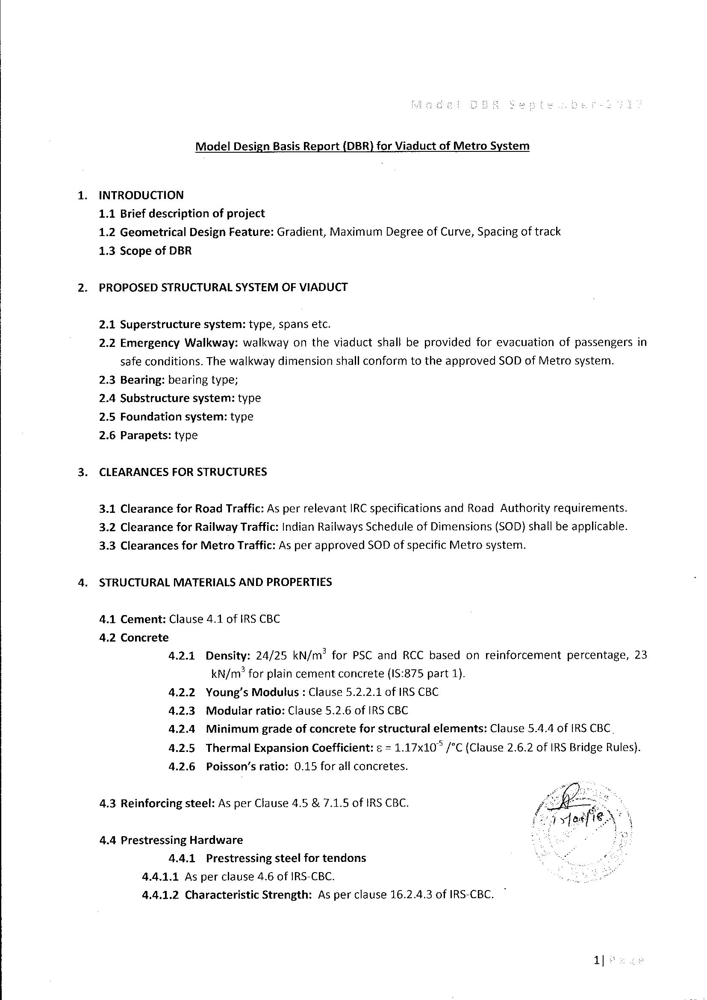 Model DBR September-2017
Model Design Basis Report (DBR) for Viaduct of Metro System
1. INTRODUCTION
1.1 Brief description of project
1.2 Geometrical Design Feature: Gradient, Maximum Degree of Curve, Spacing of track
1.3 Scope of DBR
2. PROPOSED STRUCTURAL SYSTEM OF VIADUCT
2.1 Superstructure system: type, spans etc.
2.2 Emergency Walkway: walkway on the viaduct shall be provided for evacuation of passengers in
safe conditions. The walkway dimension shall conform to the approved SOD of Metro system.
2.3 Bearing: bearing type;
2.4 Substructure system: type
2.5 Foundation system: type
2.6 Parapets: type
3. CLEARANCES FOR STRUCTURES
3.1 Clearance for Road Traffic: As per relevant IRC specifications and Road Authority requirements.
3.2 Clearance for Railway Traffic: Indian Railways Schedule of Dimensions (SOD) shall be applicable.
3.3 Clearances for Metro Traffic: As per approved SOD of specific Metro system.
4. STRUCTURAL MATERIALS AND PROPERTIES
4.1 Cement: Clause 4.1 of IRS CBC
4.2 Concrete
4.2.1 Density: 24/25 kN/m³ for PSC and RCC based on reinforcement percentage, 23
kN/m³ for plain cement concrete (IS:875 part 1).
4.2.2 Young's Modulus : Clause 5.2.2.1 of IRS CBC
4.2.3 Modular ratio: Clause 5.2.6 of IRS CBC
4.2.4 Minimum grade of concrete for structural elements: Clause 5.4.4 of IRS CBC
4.2.5 Thermal Expansion Coefficient: ε = 1.17x10⁻⁵ /°C (Clause 2.6.2 of IRS Bridge Rules).
4.2.6 Poisson's ratio: 0.15 for all concretes.
4.3 Reinforcing steel: As per Clause 4.5 & 7.1.5 of IRS CBC.
4.4 Prestressing Hardware
4.4.1 Prestressing steel for tendons
4.4.1.1 As per clause 4.6 of IRS-CBC.
4.4.1.2 Characteristic Strength: As per clause 16.2.4.3 of IRS-CBC.
1| Page